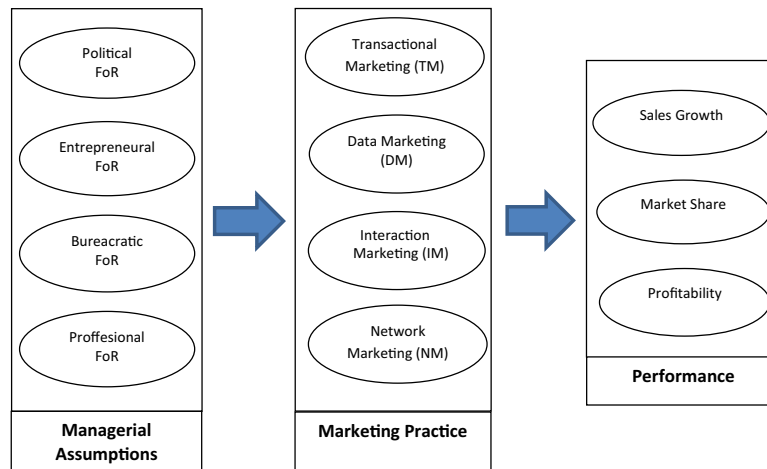 Political
FoR
Entrepreneural
FoR
Bureacratic
FoR
Proffesional
FoR
Managerial
Assumptions
Transactional
Marketing (TM)
Data Marketing
(DM)
Interaction
Marketing (IM)
Network
Marketing (NM)
Marketing Practice
Sales Growth
Market Share
Profitability
Performance